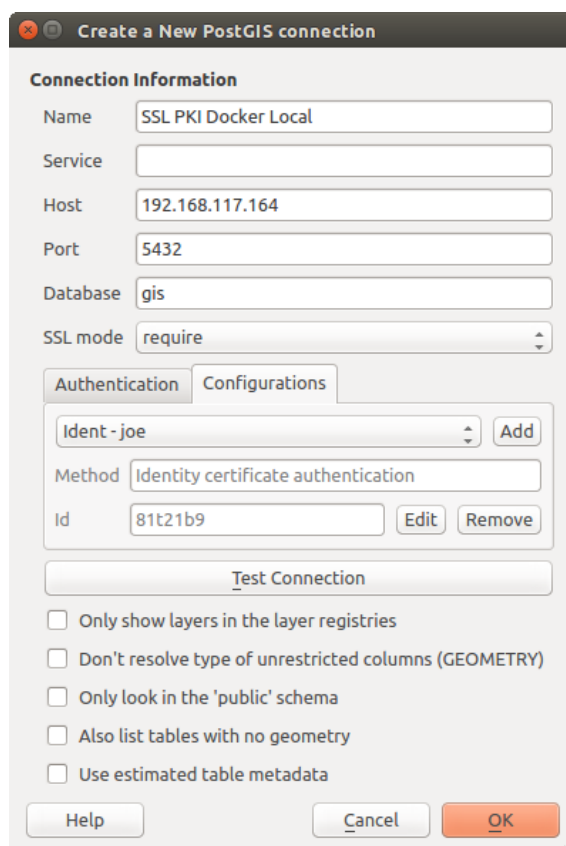 Create a New PostGIS connection
Connection Information
Name SSL PKI Docker Local
Service
Host 192.168.117.164
Port 5432
Database gis
SSL mode require
Authentication Configurations
Ident - joe Add
Method Identity certificate authentication
Id 81t21b9 Edit Remove
Test Connection
Only show layers in the layer registries
Don't resolve type of unrestricted columns (GEOMETRY)
Only look in the 'public' schema
Also list tables with no geometry
Use estimated table metadata
Help Cancel OK